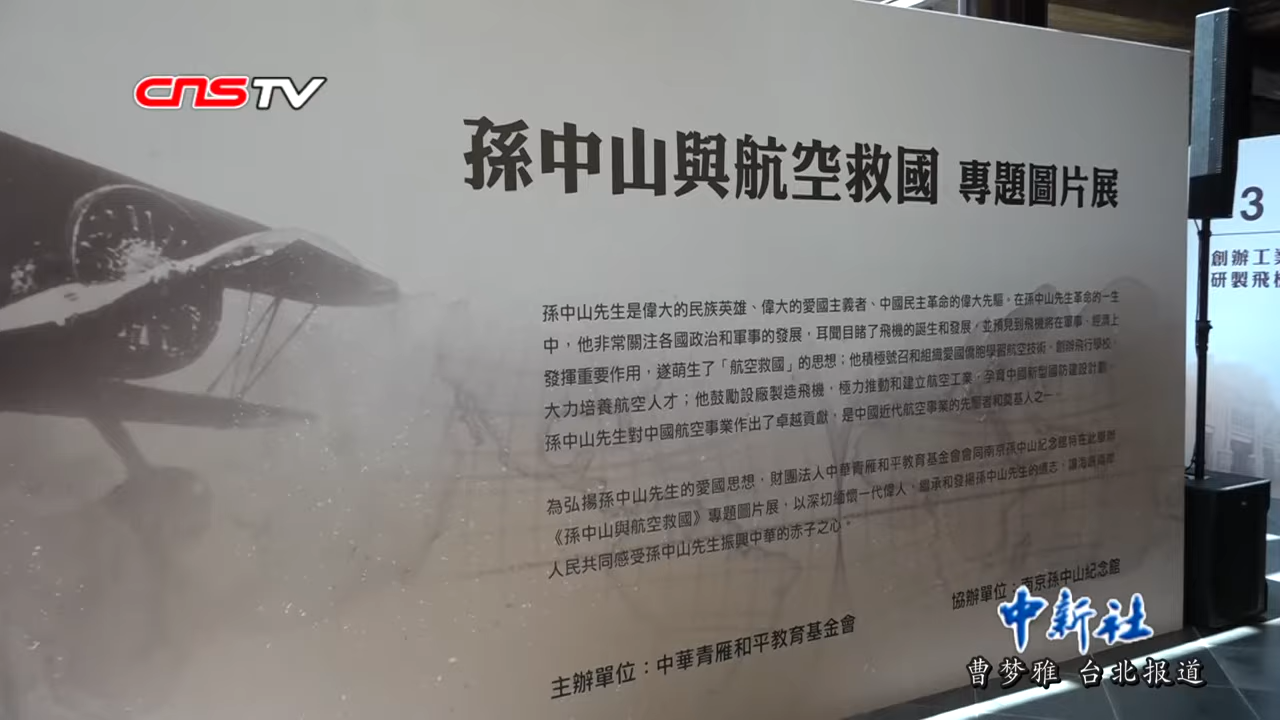 CNSTV
孫中山與航空救國 專題圖片展
孫中山先生是偉大的民族英雄、偉大的愛國主義者、中國民主革命的偉大先驅。在孫中山先生革命的一生
中，他非常關注各國政治和軍事的發展，耳聞目睹了飛機的誕生和發展，並預見到飛機將在軍事、經濟上
發揮重要作用，遂萌生了「航空救國」的思想；他積極號召和組織愛國僑胞學習航空技術，創辦飛行學校，
大力培養航空人才；他鼓勵設廠製造飛機，極力推動和建立航空工業，孕育中國新型國防建設計劃。
孫中山先生對中國航空事業作出了卓越貢獻，是中國近代航空事業的先驅者和奠基人之一。
為弘揚孫中山先生的愛國思想，財團法人中華青雁和平教育基金會會同南京孫中山紀念館特在此舉辦
《孫中山與航空救國》專題圖片展，以深切緬懷一代偉人，繼承和發揚孫中山先生的遺志，讓海峽兩岸
人民共同感受孫中山先生振興中華的赤子之心。
主辦單位：中華青雁和平教育基金會
協辦單位：南京孫中山紀念館
3
創辦工業
研製飛機
中新社
曹梦雅 台北报道